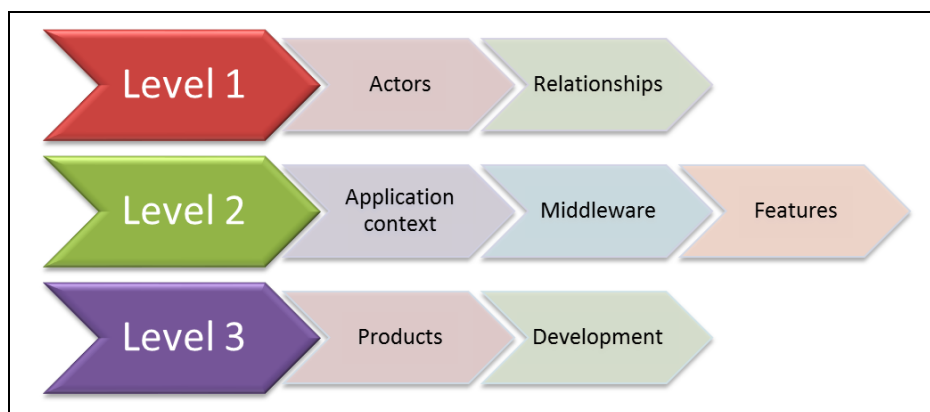 Level 1
Actors
Relationships
Level 2
Application
context
Middleware
Features
Level 3
Products
Development